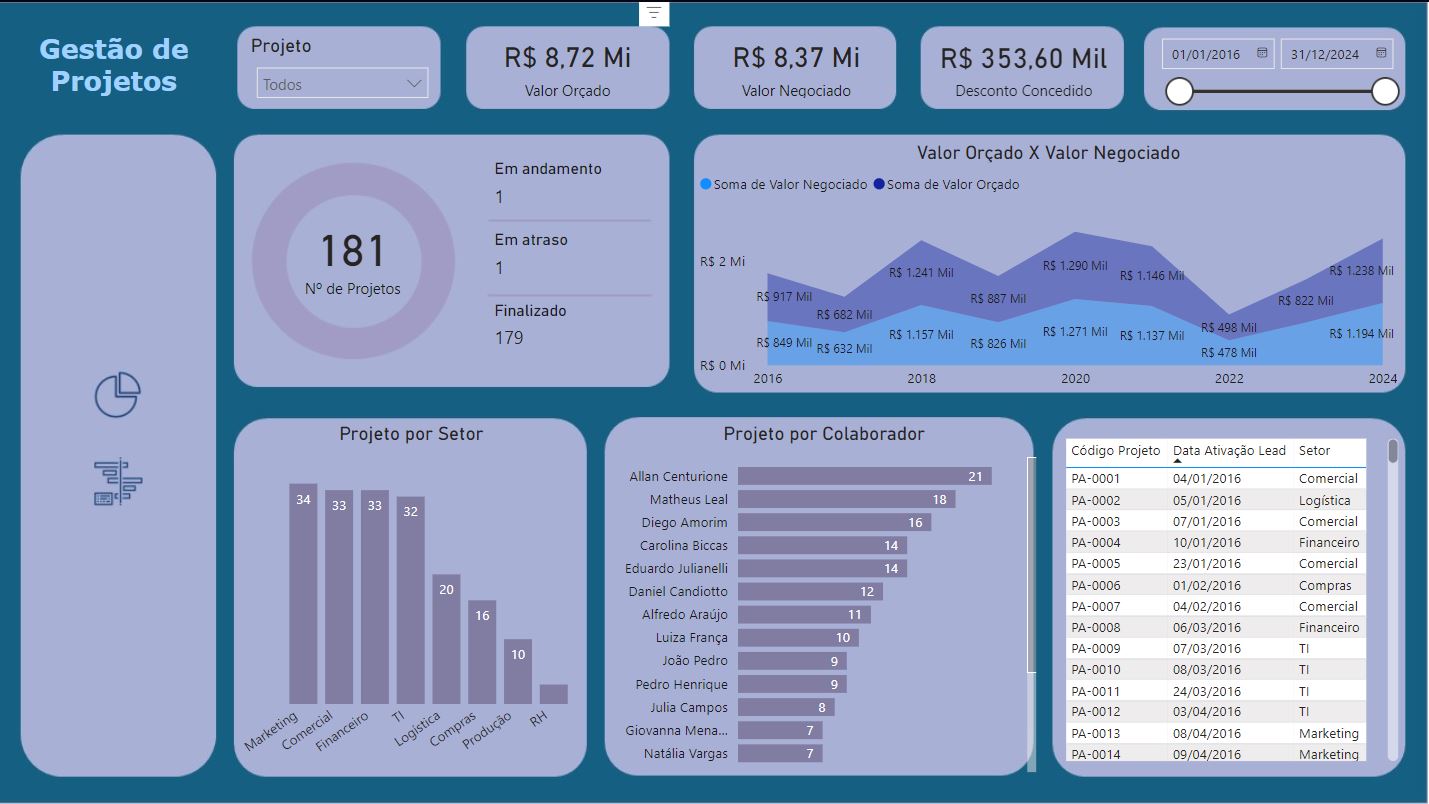 Gestão de
Projetos
Projeto
Todos
R$ 8,72 Mi
Valor Orçado
R$ 8,37 Mi
Valor Negociado
R$ 353,60 Mil
Desconto Concedido
01/01/2016
31/12/2024
181
Nº de Projetos
Em andamento
1
Em atraso
1
Finalizado
179
Valor Orçado X Valor Negociado
Soma de Valor Negociado Soma de Valor Orçado
R$ 2 Mi
R$ 0 Mi
R$ 917 Mil
R$ 682 Mil
R$ 1.241 Mil
R$ 887 Mil
R$ 1.290 Mil
R$ 1.146 Mil
R$ 498 Mil
R$ 822 Mil
R$ 1.238 Mil
R$ 849 Mil
R$ 632 Mil
R$ 1.157 Mil
R$ 826 Mil
R$ 1.271 Mil
R$ 1.137 Mil
R$ 478 Mil
R$ 1.194 Mil
2016 2018 2020 2022 2024
Projeto por Setor
34 33 33 32 20 16 10
Marketing Comercial Financeiro TI Logística Compras Produção RH
Projeto por Colaborador
Allan Centurione 21
Matheus Leal 18
Diego Amorim 16
Carolina Biccas 14
Eduardo Julianelli 14
Daniel Candiotto 12
Alfredo Araújo 11
Luiza França 10
João Pedro 9
Pedro Henrique 9
Julia Campos 8
Giovanna Mena... 7
Natália Vargas 7
Código Projeto Data Ativação Lead Setor
PA-0001 04/01/2016 Comercial
PA-0002 05/01/2016 Logística
PA-0003 07/01/2016 Comercial
PA-0004 10/01/2016 Financeiro
PA-0005 23/01/2016 Comercial
PA-0006 01/02/2016 Compras
PA-0007 04/02/2016 Comercial
PA-0008 06/03/2016 Financeiro
PA-0009 07/03/2016 TI
PA-0010 08/03/2016 TI
PA-0011 24/03/2016 TI
PA-0012 03/04/2016 TI
PA-0013 08/04/2016 Marketing
PA-0014 09/04/2016 Marketing